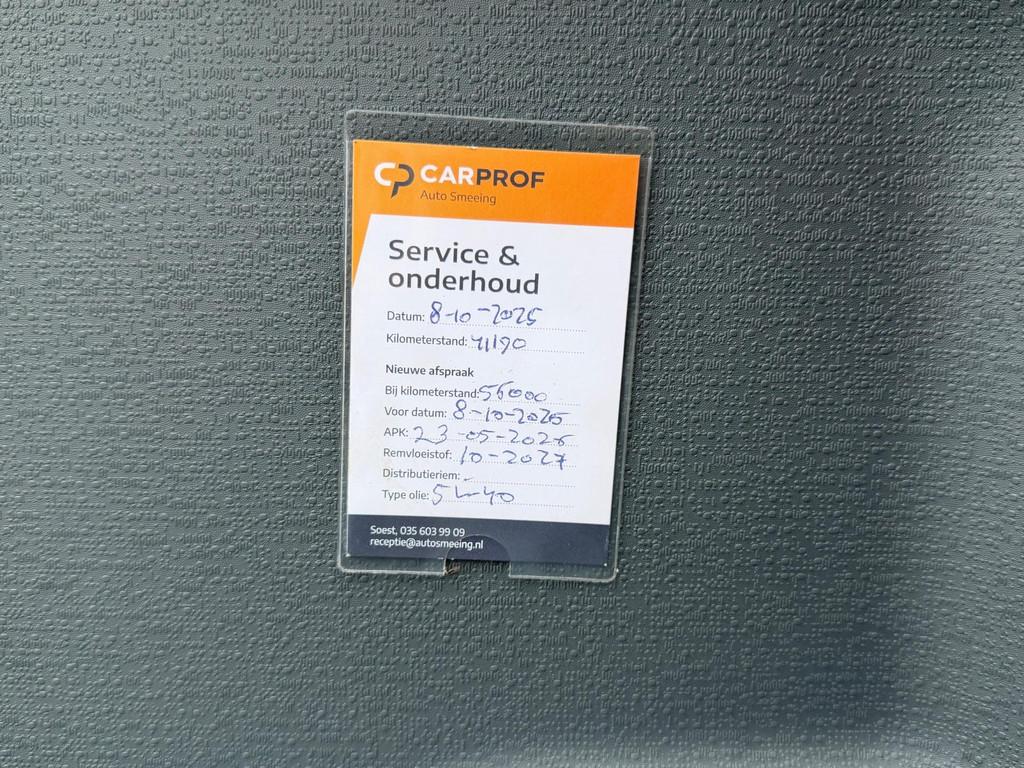 CP CARPROF
Auto Smeeing
Service &
onderhoud
Datum: 8-10-2025
Kilometerstand: 41190
Nieuwe afspraak
Bij kilometerstand: 56000
Voor datum: 8-10-2026
APK: 23-05-2026
Remvloeistof: 10-2027
Distributieriem: -
Type olie: 5W-40
Soest, 035 603 99 09
receptie@autosmeeing.nl